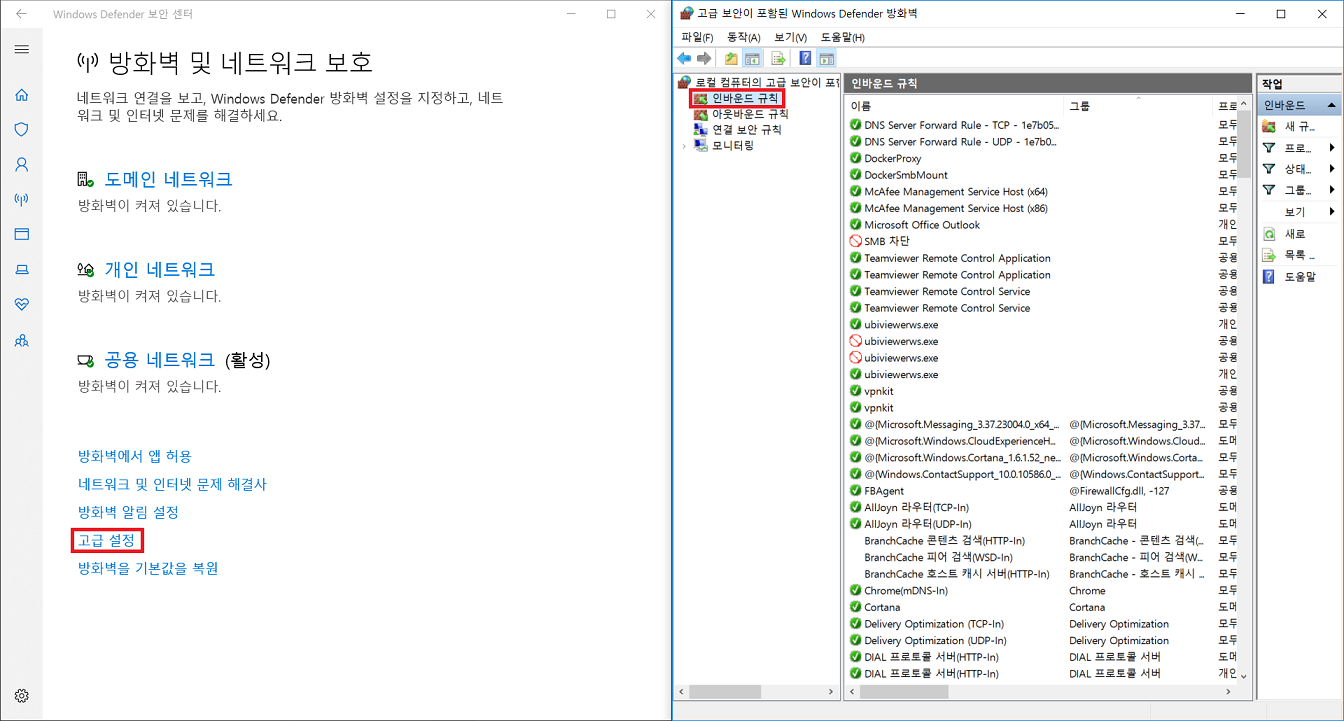 Windows Defender 보안 센터
방화벽 및 네트워크 보호
네트워크 연결을 보고, Windows Defender 방화벽 설정을 지정하고, 네트
워크 및 인터넷 문제를 해결하세요.
도메인 네트워크
방화벽이 켜져 있습니다.
개인 네트워크
방화벽이 켜져 있습니다.
공용 네트워크 (활성)
방화벽이 켜져 있습니다.
방화벽에서 앱 허용
네트워크 및 인터넷 문제 해결사
방화벽 알림 설정
고급 설정
방화벽을 기본값을 복원
고급 보안이 포함된 Windows Defender 방화벽
파일(F) 동작(A) 보기(V) 도움말(H)
로컬 컴퓨터의 고급 보안이 포함
인바운드 규칙
아웃바운드 규칙
연결 보안 규칙
모니터링
인바운드 규칙
이름 그룹 프로
DNS Server Forward Rule - TCP - 1e7b05... 모두
DNS Server Forward Rule - UDP - 1e7b0... 모두
DockerProxy 모두
DockerSmbMount 모두
McAfee Management Service Host (x64) 모두
McAfee Management Service Host (x86) 모두
Microsoft Office Outlook 개인
SMB 차단 모두
Teamviewer Remote Control Application 공용
Teamviewer Remote Control Application 공용
Teamviewer Remote Control Service 공용
Teamviewer Remote Control Service 공용
ubiviewerws.exe 개인
ubiviewerws.exe 공용
ubiviewerws.exe 공용
ubiviewerws.exe 개인
vpnkit 공용
vpnkit 공용
@{Microsoft.Messaging_3.37.23004.0_x64_... @{Microsoft.Messaging_3.37... 모두
@{Microsoft.Windows.CloudExperienceH... @{Microsoft.Windows.Cloud... 도메
@{Microsoft.Windows.Cortana_1.6.1.52_ne... @{Microsoft.Windows.Corta... 모두
@{Windows.ContactSupport_10.0.10586.0_... @{Windows.ContactSupport... 모두
FBAgent @FirewallCfg.dll, -127 공용
AllJoyn 라우터(TCP-In) AllJoyn 라우터 도메
AllJoyn 라우터(UDP-In) AllJoyn 라우터 도메
BranchCache 콘텐츠 검색(HTTP-In) BranchCache - 콘텐츠 검색(... 모두
BranchCache 피어 검색(WSD-In) BranchCache - 피어 검색(W... 모두
BranchCache 호스트 캐시 서버(HTTP-In) BranchCache - 호스트 캐시 ... 모두
Chrome(mDNS-In) Chrome 모두
Cortana Cortana 도메
Delivery Optimization (TCP-In) Delivery Optimization 모두
Delivery Optimization (UDP-In) Delivery Optimization 모두
DIAL 프로토콜 서버(HTTP-In) DIAL 프로토콜 서버 도메
DIAL 프로토콜 서버(HTTP-In) DIAL 프로토콜 서버 개인
작업
인바운드
새 규...
프로...
상태...
그룹...
보기
새로
목록 ...
도움말